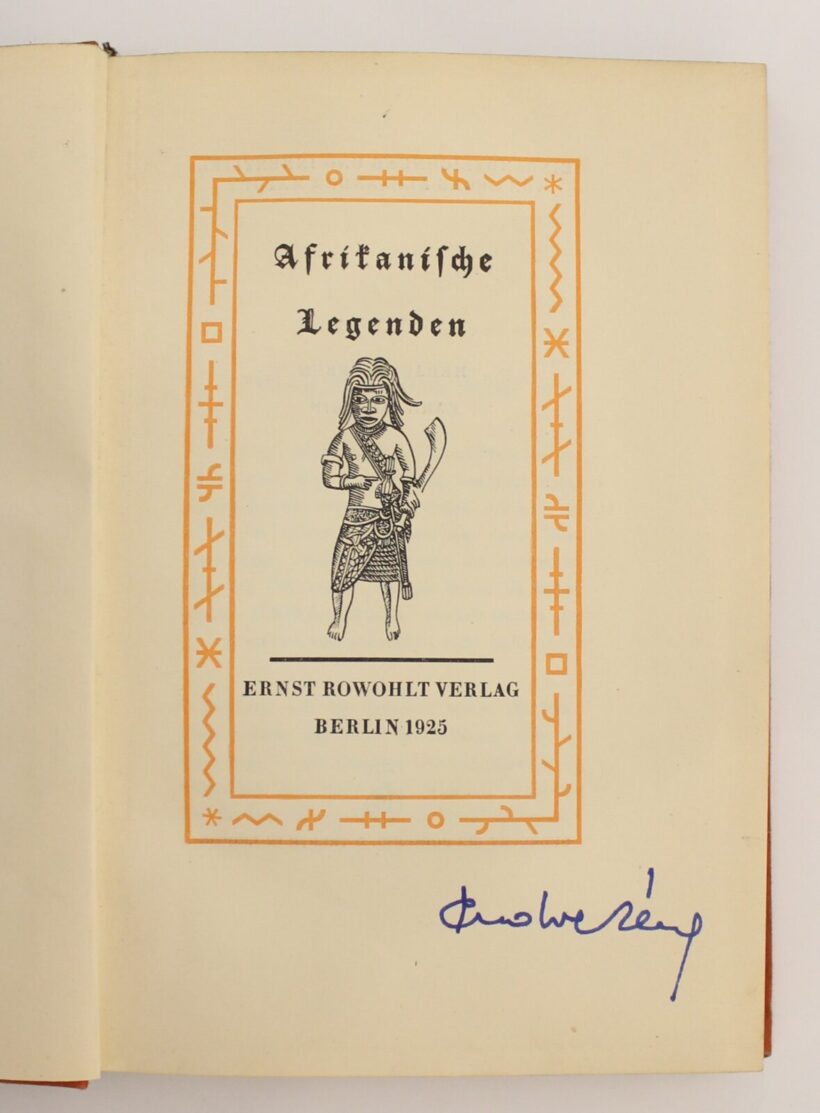 Afrikaniſche
Legenden
ERNST ROWOHLT VERLAG
BERLIN 1925